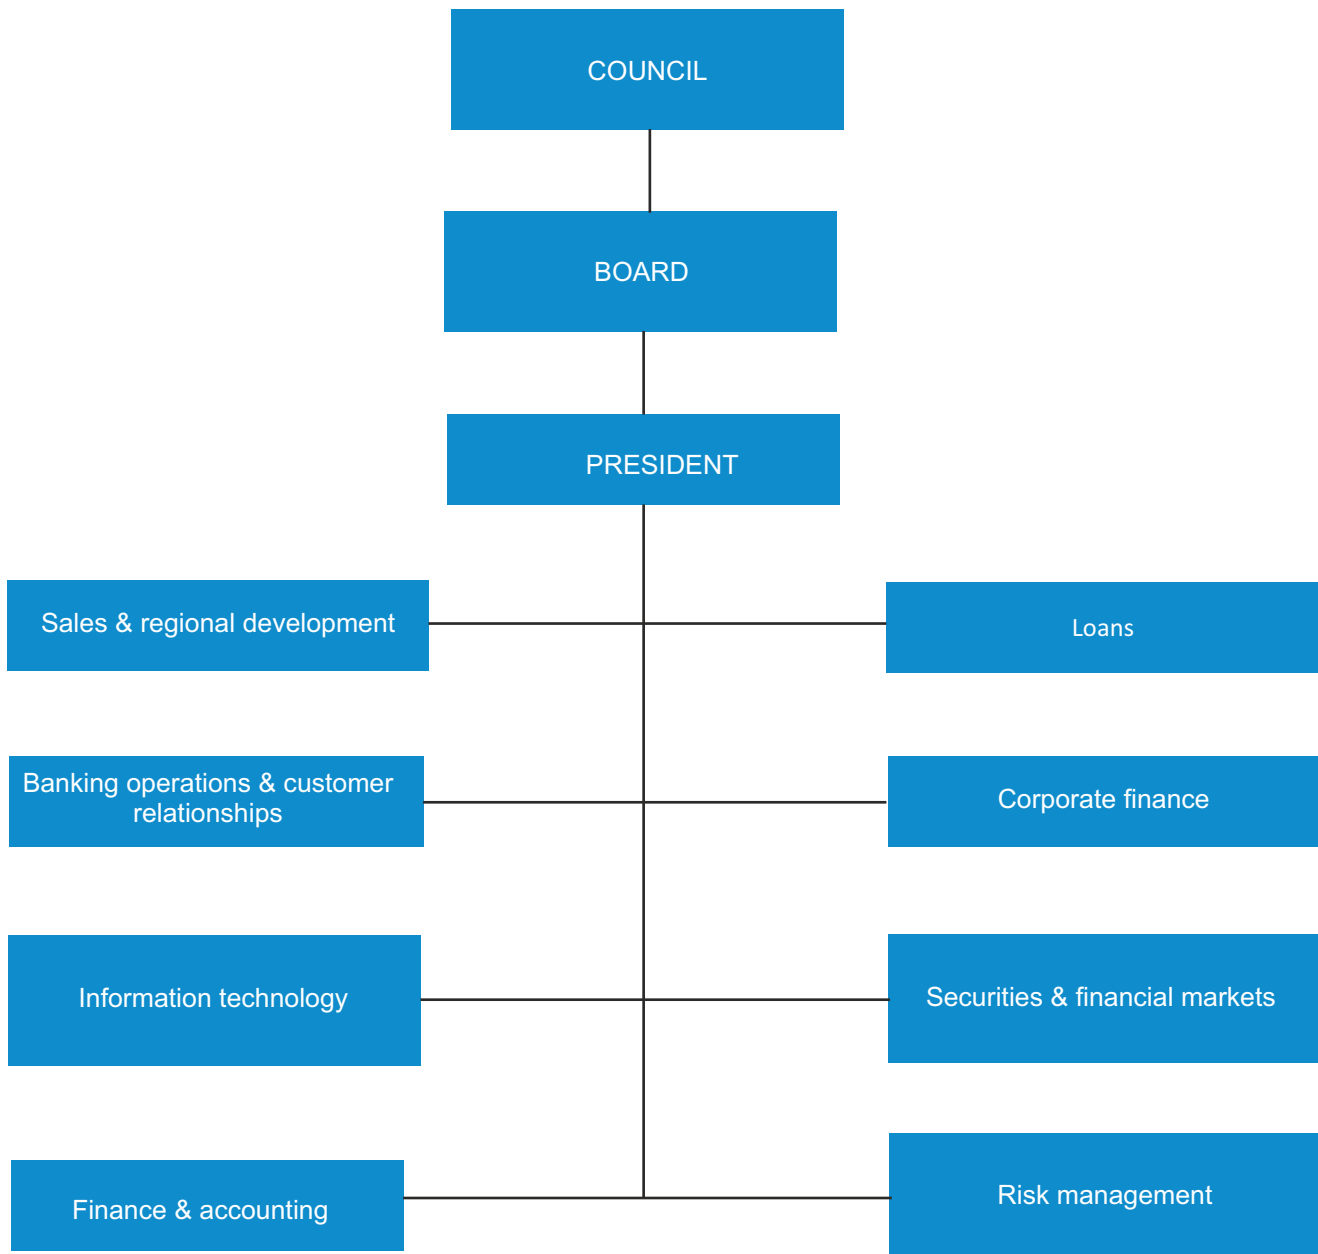 COUNCIL
BOARD
PRESIDENT
Sales & regional development
Loans
Banking operations & customer
relationships
Corporate finance
Information technology
Securities & financial markets
Finance & accounting
Risk management